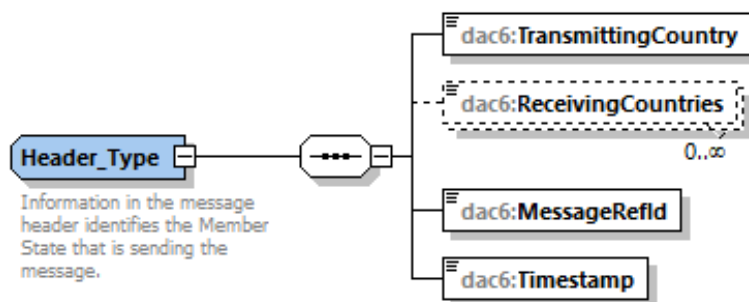 dac6:TransmittingCountry
dac6:ReceivingCountries
0..∞
Header_Type
Information in the message
header identifies the Member
State that is sending the
message.
dac6:MessageRefId
dac6:Timestamp